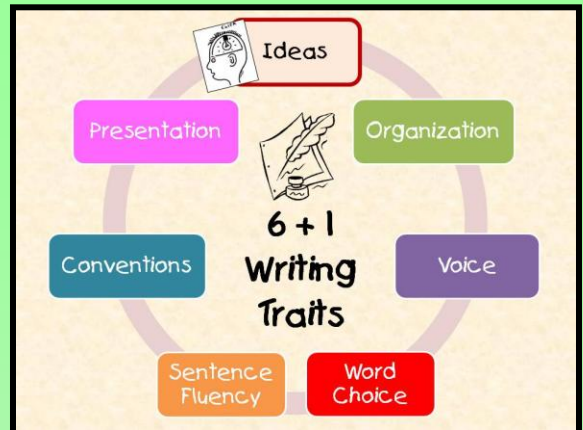 Ideas
Organization
Voice
Word
Choice
Sentence
Fluency
Conventions
Presentation
6 + 1
Writing
Traits